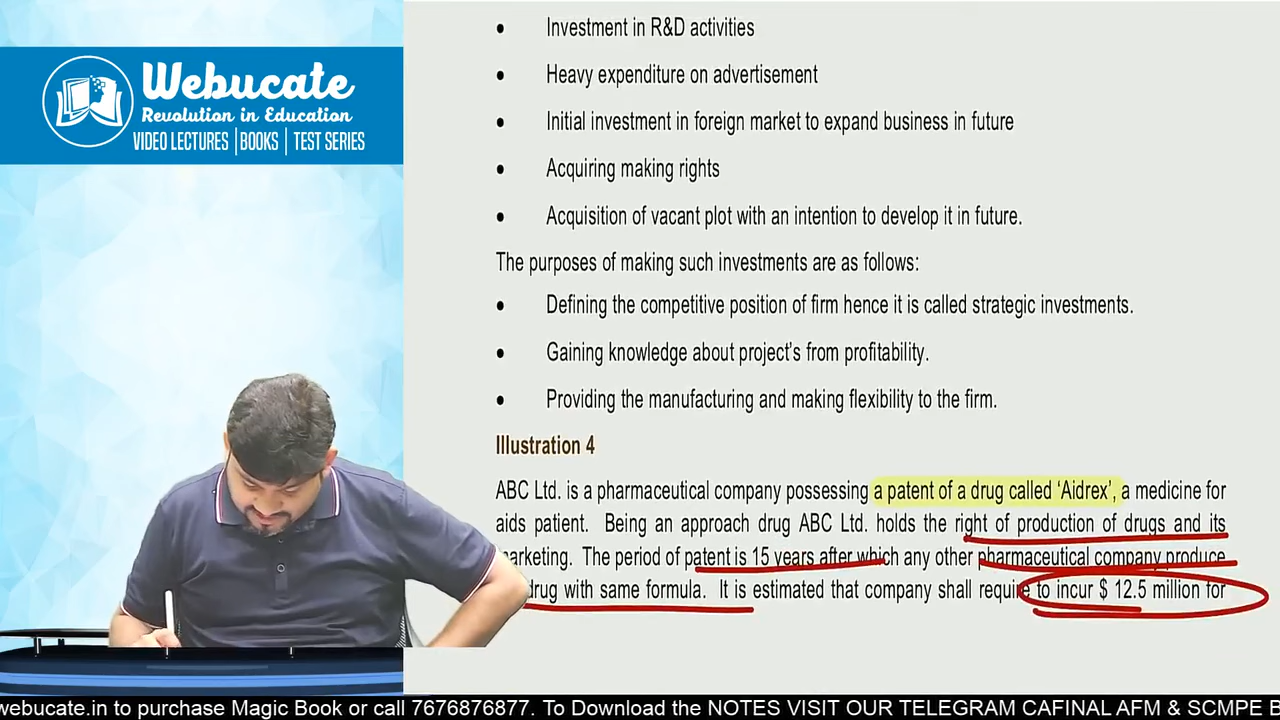 Webucate
Revolution in Education
VIDEO LECTURES | BOOKS | TEST SERIES
• Investment in R&D activities
• Heavy expenditure on advertisement
• Initial investment in foreign market to expand business in future
• Acquiring making rights
• Acquisition of vacant plot with an intention to develop it in future.
The purposes of making such investments are as follows:
• Defining the competitive position of firm hence it is called strategic investments.
• Gaining knowledge about project's from profitability.
• Providing the manufacturing and making flexibility to the firm.
Illustration 4
ABC Ltd. is a pharmaceutical company possessing a patent of a drug called 'Aidrex', a medicine for
aids patient. Being an approach drug ABC Ltd. holds the right of production of drugs and its
arketing. The period of patent is 15 years after which any other pharmaceutical company produce
drug with same formula. It is estimated that company shall require to incur $ 12.5 million for
webucate.in to purchase Magic Book or call 7676876877. To Download the NOTES VISIT OUR TELEGRAM CAFINAL AFM & SCMPE B